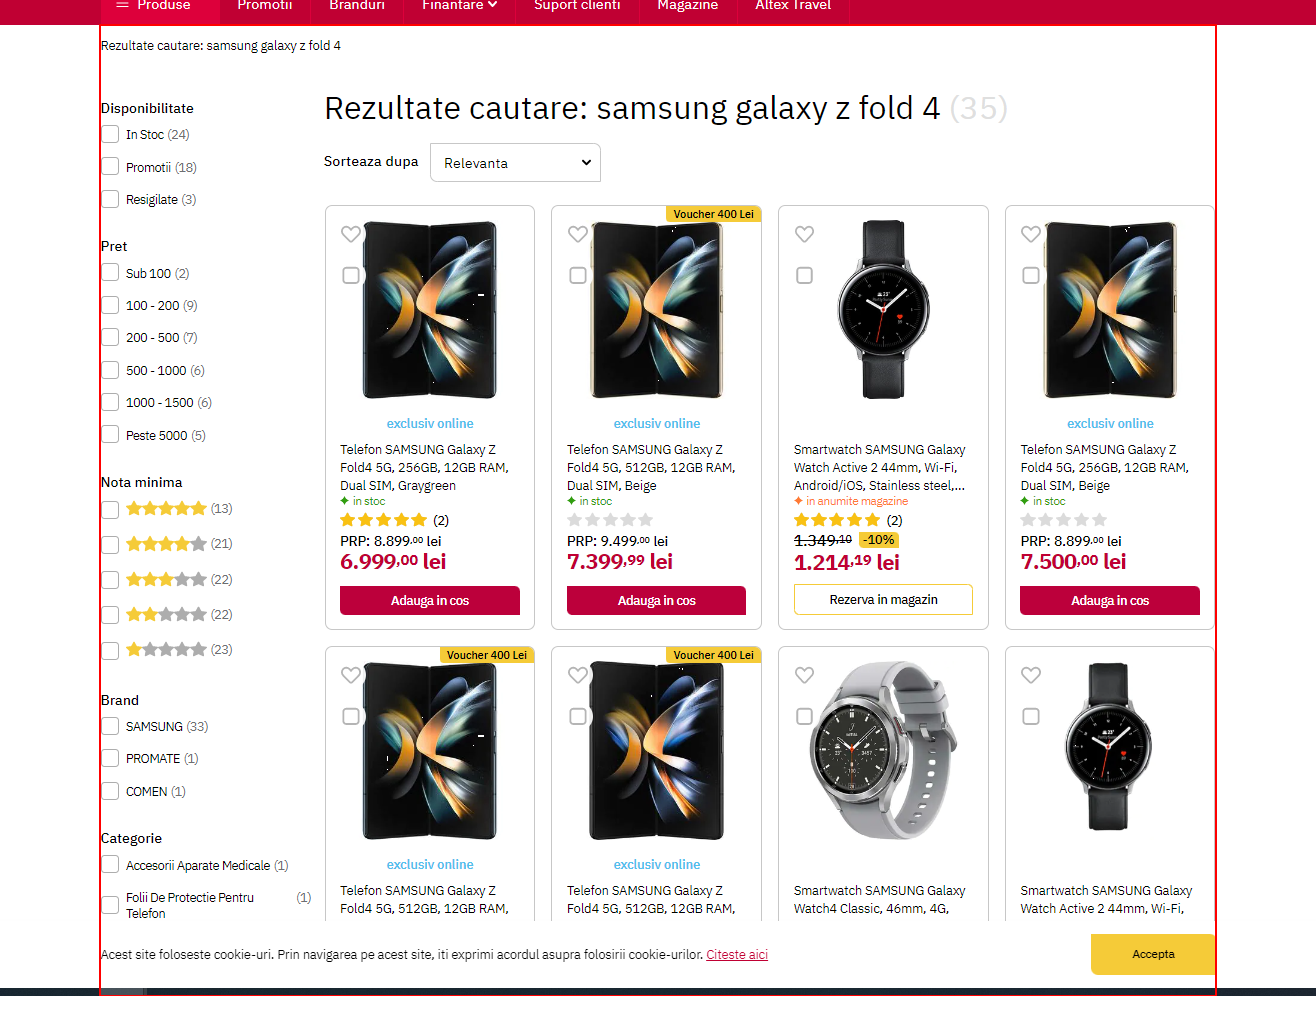 Produse
Promotii
Branduri
Finantare
Suport clienti
Magazine
Altex Travel
Rezultate cautare: samsung galaxy z fold 4
Disponibilitate
In Stoc (24)
Promotii (18)
Resigilate (3)
Pret
Sub 100 (2)
100 - 200 (9)
200 - 500 (7)
500 - 1000 (6)
1000 - 1500 (6)
Peste 5000 (5)
Nota minima
(13)
(21)
(22)
(22)
(23)
Brand
SAMSUNG (33)
PROMATE (1)
COMEN (1)
Categorie
Accesorii Aparate Medicale (1)
Folii De Protectie Pentru (1)
Telefon
Rezultate cautare: samsung galaxy z fold 4 (35)
Sorteaza dupa
Relevanta
exclusiv online
Telefon SAMSUNG Galaxy Z
Fold4 5G, 256GB, 12GB RAM,
Dual SIM, Graygreen
in stoc
(2)
PRP: 8.899,00 lei
6.999,00 lei
Adauga in cos
Voucher 400 Lei
exclusiv online
Telefon SAMSUNG Galaxy Z
Fold4 5G, 512GB, 12GB RAM,
Dual SIM, Beige
in stoc
PRP: 9.499,00 lei
7.399,99 lei
Adauga in cos
Smartwatch SAMSUNG Galaxy
Watch Active 2 44mm, Wi-Fi,
Android/iOS, Stainless steel,...
in anumite magazine
(2)
1.349,10 -10%
1.214,19 lei
Rezerva in magazin
exclusiv online
Telefon SAMSUNG Galaxy Z
Fold4 5G, 256GB, 12GB RAM,
Dual SIM, Beige
in stoc
PRP: 8.899,00 lei
7.500,00 lei
Adauga in cos
Voucher 400 Lei
exclusiv online
Telefon SAMSUNG Galaxy Z
Fold4 5G, 512GB, 12GB RAM,
Voucher 400 Lei
exclusiv online
Telefon SAMSUNG Galaxy Z
Fold4 5G, 512GB, 12GB RAM,
Smartwatch SAMSUNG Galaxy
Watch4 Classic, 46mm, 4G,
Smartwatch SAMSUNG Galaxy
Watch Active 2 44mm, Wi-Fi,
Acest site foloseste cookie-uri. Prin navigarea pe acest site, iti exprimi acordul asupra folosirii cookie-urilor. Citeste aici
Accepta